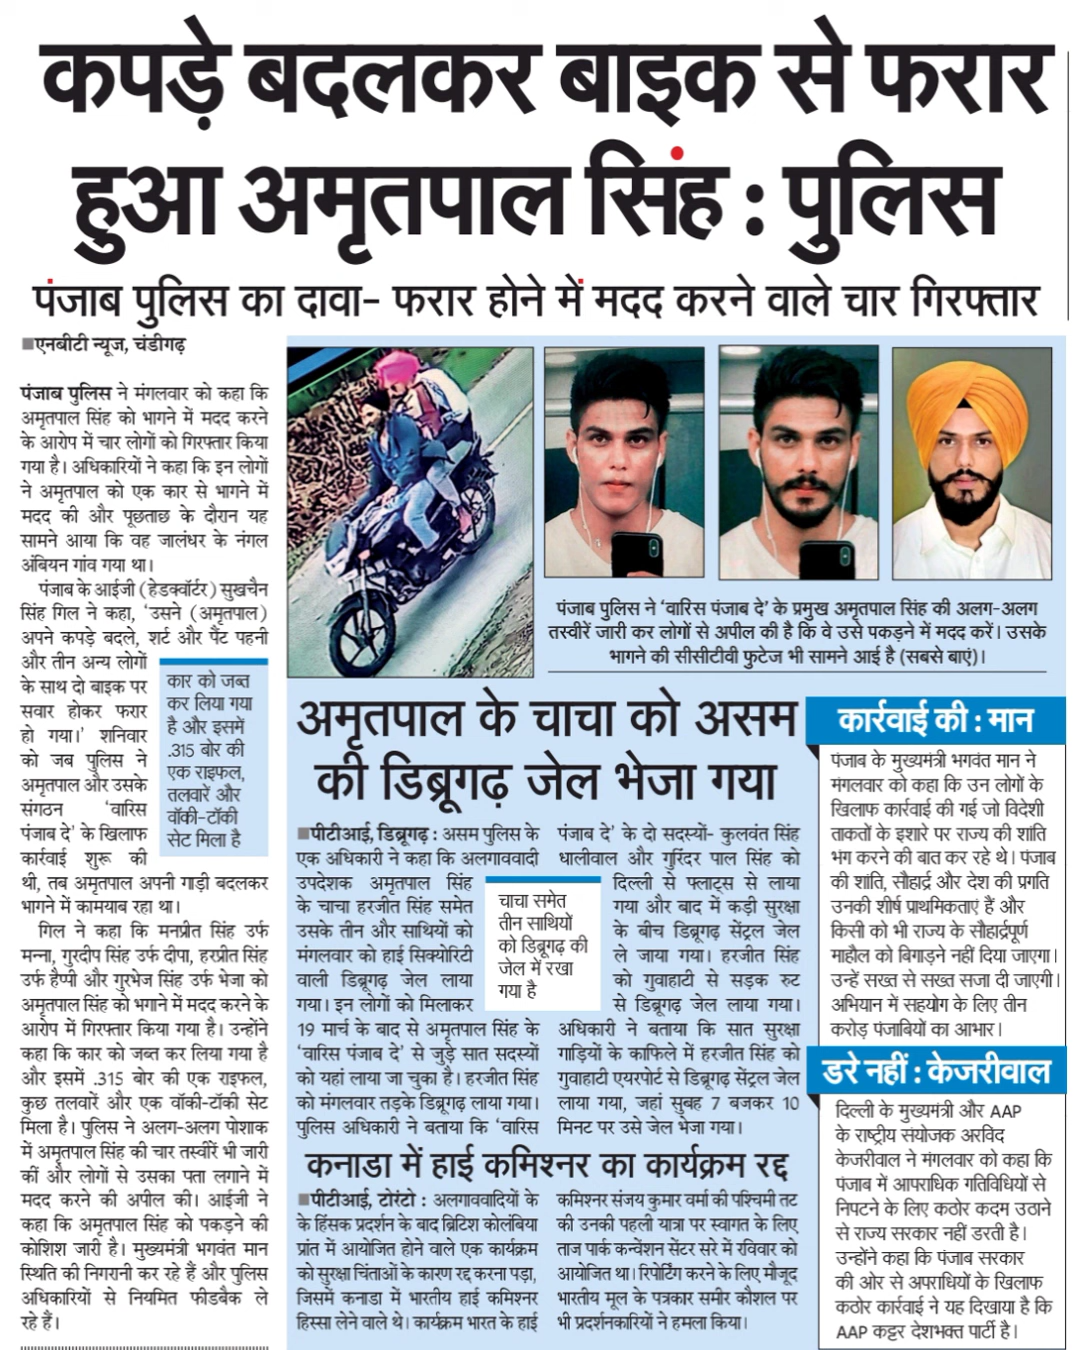 कपड़े बदलकर बाइक से फरार
हुआ अमृतपाल सिंह : पुलिस
पंजाब पुलिस का दावा- फरार होने में मदद करने वाले चार गिरफ्तार
■एनबीटी न्यूज, चंडीगढ़
पंजाब पुलिस ने मंगलवार को कहा कि
अमृतपाल सिंह को भागने में मदद करने
के आरोप में चार लोगों को गिरफ्तार किया
गया है। अधिकारियों ने कहा कि इन लोगों
ने अमृतपाल को एक कार से भागने में
मदद की और पूछताछ के दौरान यह
सामने आया कि वह जालंधर के नंगल
अंबियन गांव गया था।
पंजाब के आईजी (हेडक्वॉर्टर) सुखचैन
सिंह गिल ने कहा, 'उसने (अमृतपाल)
अपने कपड़े बदले, शर्ट और पैंट पहनी
और तीन अन्य लोगों
के साथ दो बाइक पर
सवार होकर फरार
हो गया।' शनिवार
को जब पुलिस ने
अमृतपाल और उसके
संगठन 'वारिस
पंजाब दे' के खिलाफ
कार्रवाई शुरू की
थी, तब अमृतपाल अपनी गाड़ी बदलकर
भागने में कामयाब रहा था।
गिल ने कहा कि मनप्रीत सिंह उर्फ
मन्ना, गुरदीप सिंह उर्फ दीपा, हरप्रीत सिंह
उर्फ हैप्पी और गुरभेज सिंह उर्फ भेजा को
अमृतपाल सिंह को भगाने में मदद करने के
आरोप में गिरफ्तार किया गया है। उन्होंने
कहा कि कार को जब्त कर लिया गया है
और इसमें .315 बोर की एक राइफल,
कुछ तलवारें और एक वॉकी-टॉकी सेट
मिला है। पुलिस ने अलग-अलग पोशाक
में अमृतपाल सिंह की चार तस्वीरें भी जारी
कीं और लोगों से उसका पता लगाने में
मदद करने की अपील की। आईजी ने
कहा कि अमृतपाल सिंह को पकड़ने की
कोशिश जारी है। मुख्यमंत्री भगवंत मान
स्थिति की निगरानी कर रहे हैं और पुलिस
अधिकारियों से नियमित फीडबैक ले
रहे हैं।
कार को जब्त
कर लिया गया
है और इसमें
.315 बोर की
एक राइफल,
तलवारें और
वॉकी-टॉकी
सेट मिला है
पंजाब पुलिस ने 'वारिस पंजाब दे' के प्रमुख अमृतपाल सिंह की अलग-अलग
तस्वीरें जारी कर लोगों से अपील की है कि वे उसे पकड़ने में मदद करें। उसके
भागने की सीसीटीवी फुटेज भी सामने आई है (सबसे बाएं)।
अमृतपाल के चाचा को असम
की डिब्रूगढ़ जेल भेजा गया
■पीटीआई, डिब्रूगढ़ : असम पुलिस के
एक अधिकारी ने कहा कि अलगाववादी
उपदेशक अमृतपाल सिंह
के चाचा हरजीत सिंह समेत
उसके तीन और साथियों को
मंगलवार को हाई सिक्योरिटी
वाली डिब्रूगढ़ जेल लाया
गया। इन लोगों को मिलाकर
19 मार्च के बाद से अमृतपाल सिंह के
'वारिस पंजाब दे' से जुड़े सात सदस्यों
को यहां लाया जा चुका है। हरजीत सिंह
को मंगलवार तड़के डिब्रूगढ़ लाया गया।
पुलिस अधिकारी ने बताया कि 'वारिस
चाचा समेत
तीन साथियों
को डिब्रूगढ़ की
जेल में रखा
गया है
पंजाब दे' के दो सदस्यों- कुलवंत सिंह
धालीवाल और गुरिंदर पाल सिंह को
दिल्ली से फ्लाट्स से लाया
गया और बाद में कड़ी सुरक्षा
के बीच डिब्रूगढ़ सेंट्रल जेल
ले जाया गया। हरजीत सिंह
को गुवाहाटी से सड़क रुट
से डिब्रूगढ़ जेल लाया गया।
अधिकारी ने बताया कि सात सुरक्षा
गाड़ियों के काफिले में हरजीत सिंह को
गुवाहाटी एयरपोर्ट से डिब्रूगढ़ सेंट्रल जेल
लाया गया, जहां सुबह 7 बजकर 10
मिनट पर उसे जेल भेजा गया।
कनाडा में हाई कमिश्नर का कार्यक्रम रद्द
■पीटीआई, टोरंटो : अलगाववादियों के
के हिंसक प्रदर्शन के बाद ब्रिटिश कोलंबिया
प्रांत में आयोजित होने वाले एक कार्यक्रम
को सुरक्षा चिंताओं के कारण रद्द करना पड़ा,
जिसमें कनाडा में भारतीय हाई कमिश्नर
हिस्सा लेने वाले थे। कार्यक्रम भारत के हाई
कमिश्नर संजय कुमार वर्मा की पश्चिमी तट
की उनकी पहली यात्रा पर स्वागत के लिए
ताज पार्क कन्वेंशन सेंटर सरे में रविवार को
आयोजित था। रिपोर्टिंग करने के लिए मौजूद
भारतीय मूल के पत्रकार समीर कौशल पर
भी प्रदर्शनकारियों ने हमला किया।
कार्रवाई की : मान
पंजाब के मुख्यमंत्री भगवंत मान ने
मंगलवार को कहा कि उन लोगों के
खिलाफ कार्रवाई की गई जो विदेशी
ताकतों के इशारे पर राज्य की शांति
भंग करने की बात कर रहे थे। पंजाब
की शांति, सौहार्द्र और देश की प्रगति
उनकी शीर्ष प्राथमिकताएं हैं और
किसी को भी राज्य के सौहार्द्रपूर्ण
माहौल को बिगाड़ने नहीं दिया जाएगा।
उन्हें सख्त से सख्त सजा दी जाएगी।
अभियान में सहयोग के लिए तीन
करोड़ पंजाबियों का आभार।
डरे नहीं : केजरीवाल
दिल्ली के मुख्यमंत्री और AAP
के राष्ट्रीय संयोजक अरविंद
केजरीवाल ने मंगलवार को कहा कि
पंजाब में आपराधिक गतिविधियों से
निपटने के लिए कठोर कदम उठाने
से राज्य सरकार नहीं डरती है।
उन्होंने कहा कि पंजाब सरकार
की ओर से अपराधियों के खिलाफ
कठोर कार्रवाई ने यह दिखाया है कि
AAP कट्टर देशभक्त पार्टी है।